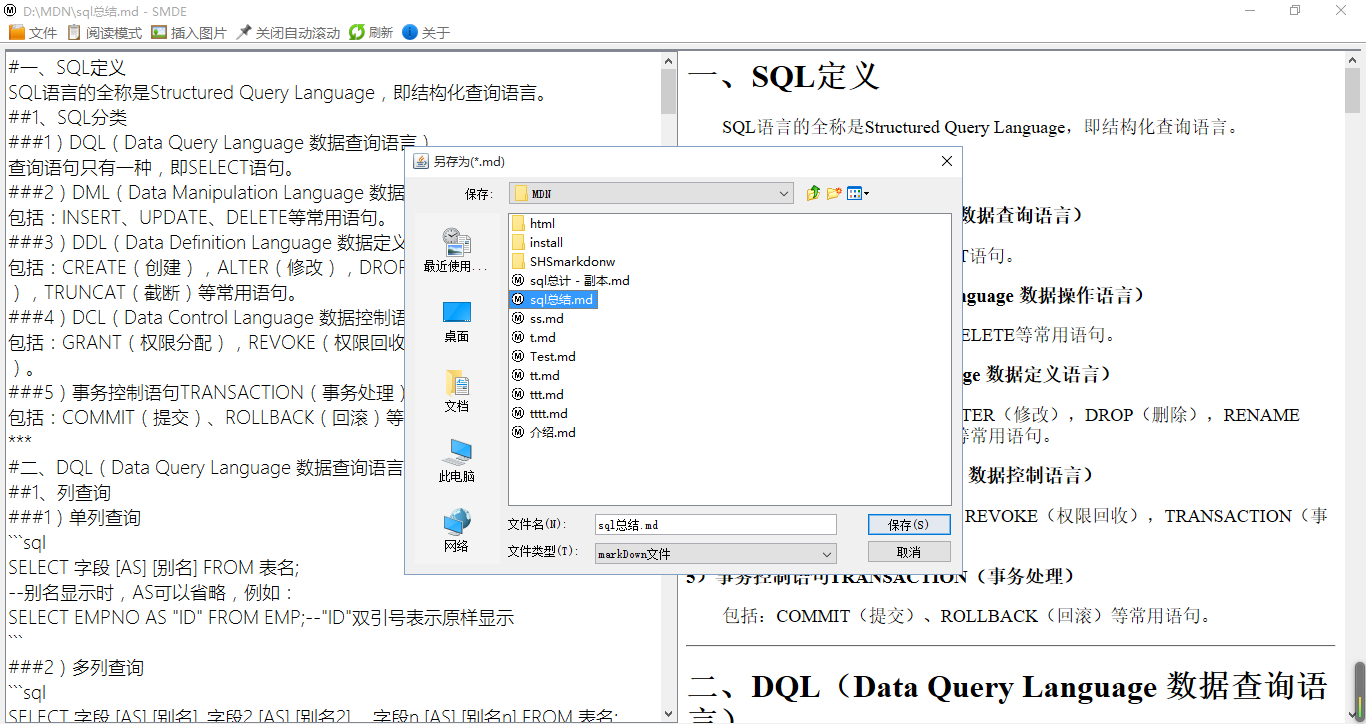 D:\MDN\sql总结.md - SMDE
文件 阅读模式 插入图片 关闭自动滚动 刷新 关于
#一、SQL定义
SQL语言的全称是Structured Query Language，即结构化查询语言。
##1、SQL分类
###1）DQL（Data Query Language 数据查询语言）
查询语句只有一种，即SELECT语句。
###2）DML（Data Manipulation Language 数据
包括：INSERT、UPDATE、DELETE等常用语句。
###3）DDL（Data Definition Language 数据定义
包括：CREATE（创建），ALTER（修改），DROP
），TRUNCAT（截断）等常用语句。
###4）DCL（Data Control Language 数据控制语
包括：GRANT（权限分配），REVOKE（权限回收
）。
###5）事务控制语句TRANSACTION（事务处理）
包括：COMMIT（提交）、ROLLBACK（回滚）等
***
#二、DQL（Data Query Language 数据查询语言
##1、列查询
###1）单列查询
```sql
SELECT 字段 [AS] [别名] FROM 表名;
--别名显示时，AS可以省略，例如：
SELECT EMPNO AS "ID" FROM EMP;--"ID"双引号表示原样显示
```
###2）多列查询
```sql
SELECT 字段 [AS] [别名], 字段2 [AS] [别名2],... 字段n [AS] [别名n] FROM 表名;
另存为(*.md)
保存:
MDN
最近使用...
桌面
文档
此电脑
网络
html
install
SHSmarkdonw
sql总计 - 副本.md
sql总结.md
ss.md
t.md
Test.md
tt.md
ttt.md
tttt.md
介绍.md
文件名(N):
sql总结.md
保存(S)
文件类型(T):
markDown文件
取消
一、SQL定义
SQL语言的全称是Structured Query Language，即结构化查询语言。
数据查询语言）
T语句。
nguage 数据操作语言）
ELETE等常用语句。
ge 数据定义语言）
TER（修改），DROP（删除），RENAME
等常用语句。
数据控制语言）
REVOKE（权限回收），TRANSACTION（事
5）事务控制语句TRANSACTION（事务处理）
包括：COMMIT（提交）、ROLLBACK（回滚）等常用语句。
二、DQL（Data Query Language 数据查询语
言）